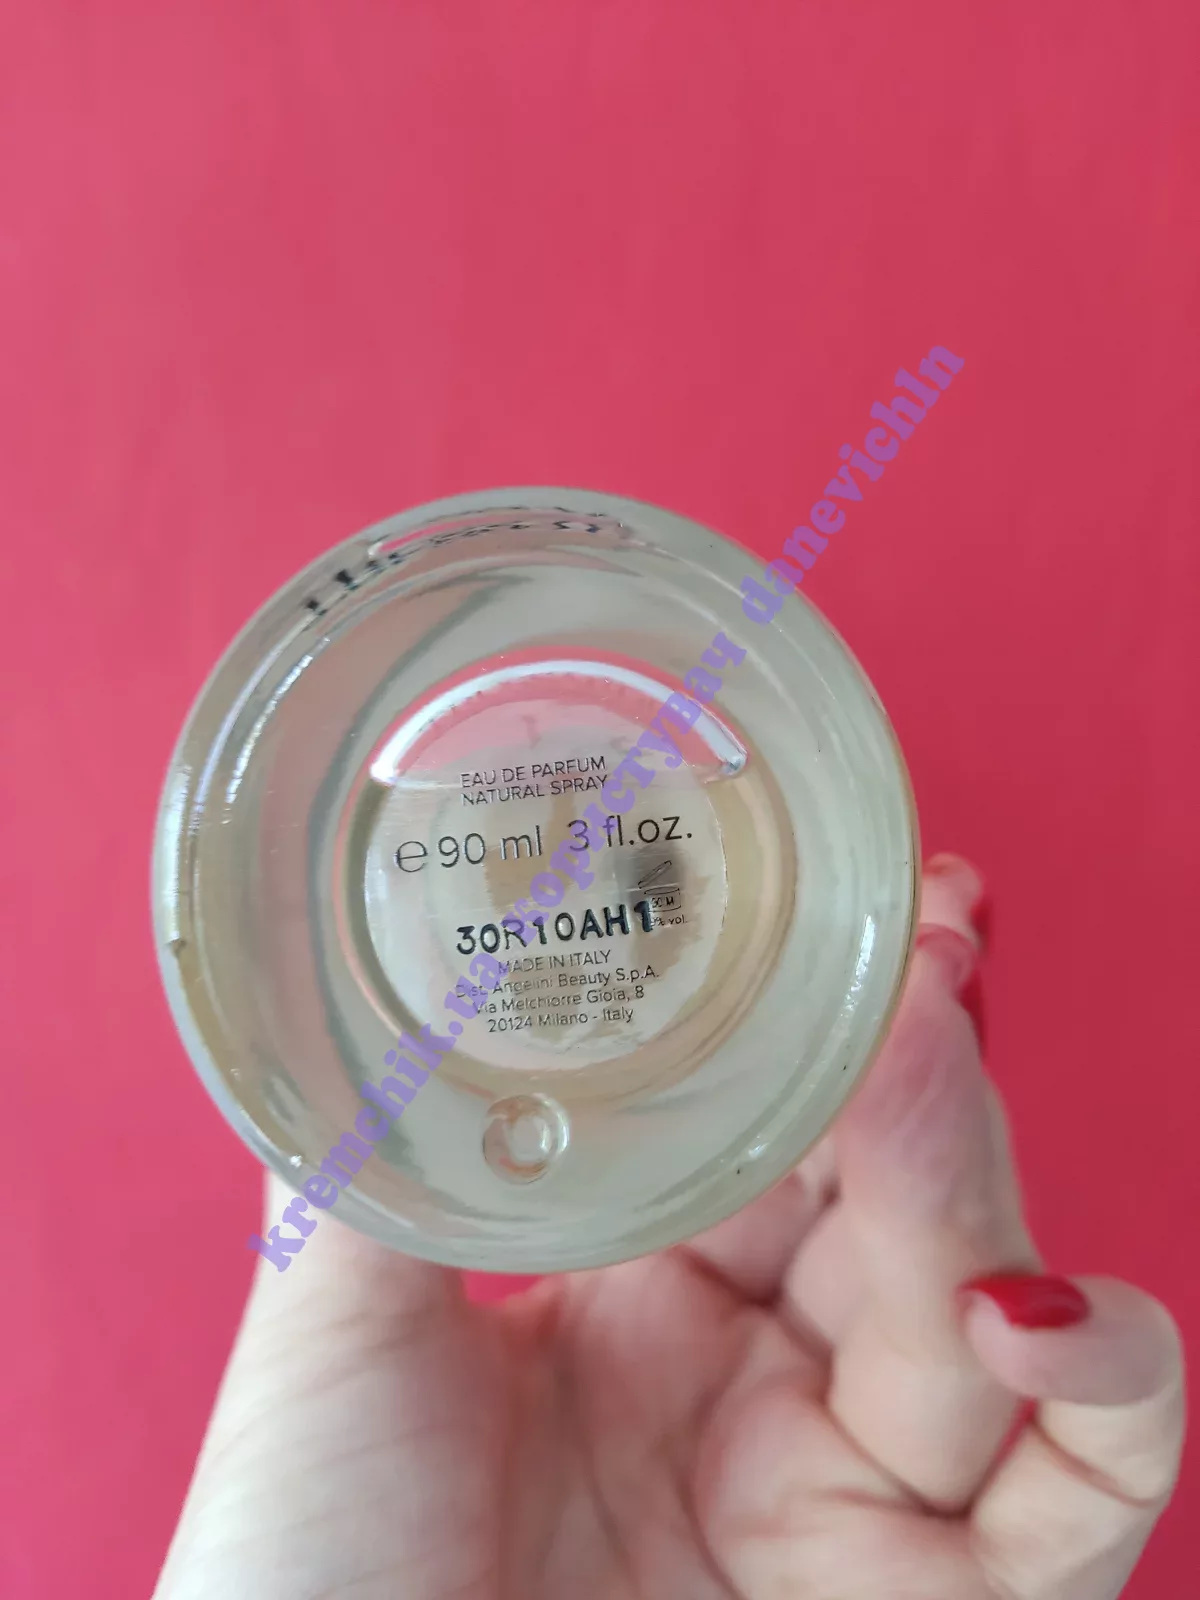 EAU DE PARFUM
NATURAL SPRAY
e 90 ml 3 fl.oz.
30R10AH1
MADE IN ITALY
Dist. Angelini Beauty S.p.A.
Via Melchiorre Gioia, 8
20124 Milano - Italy
kremchik.ua користувач danevichln